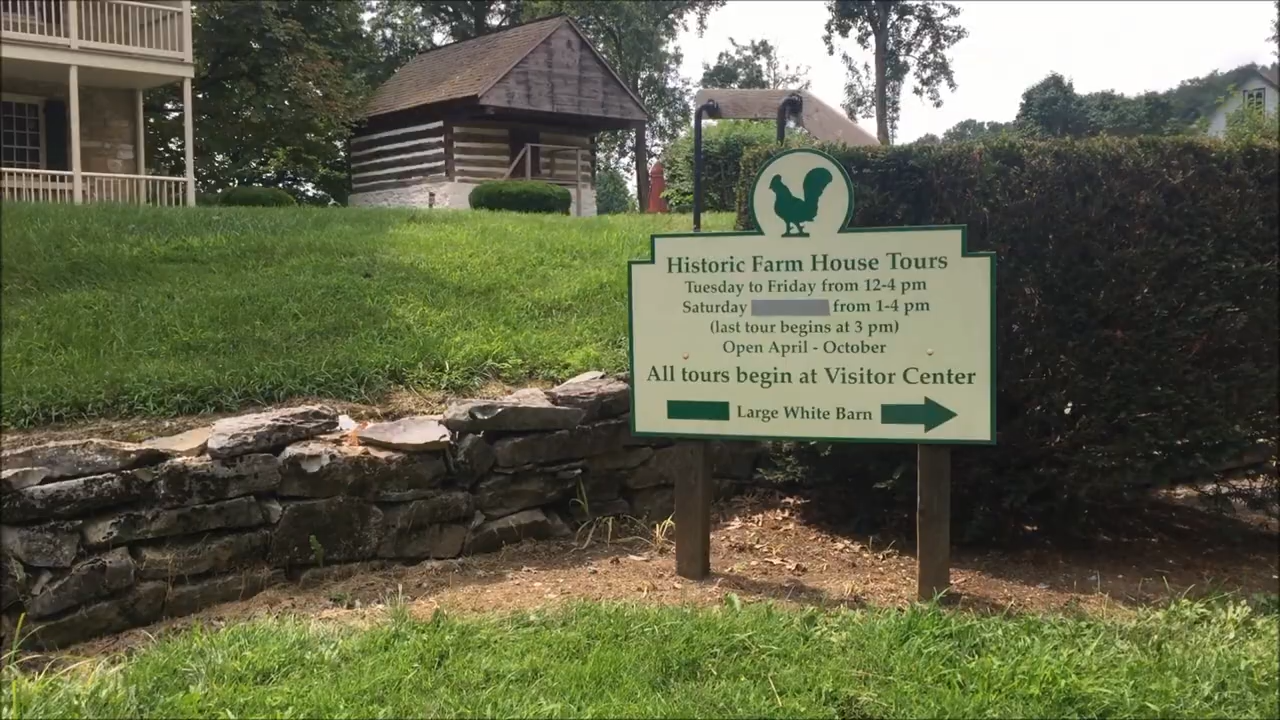 Historic Farm House Tours
Tuesday to Friday from 12-4 pm
Saturday from 1-4 pm
(last tour begins at 3 pm)
Open April - October
All tours begin at Visitor Center
Large White Barn